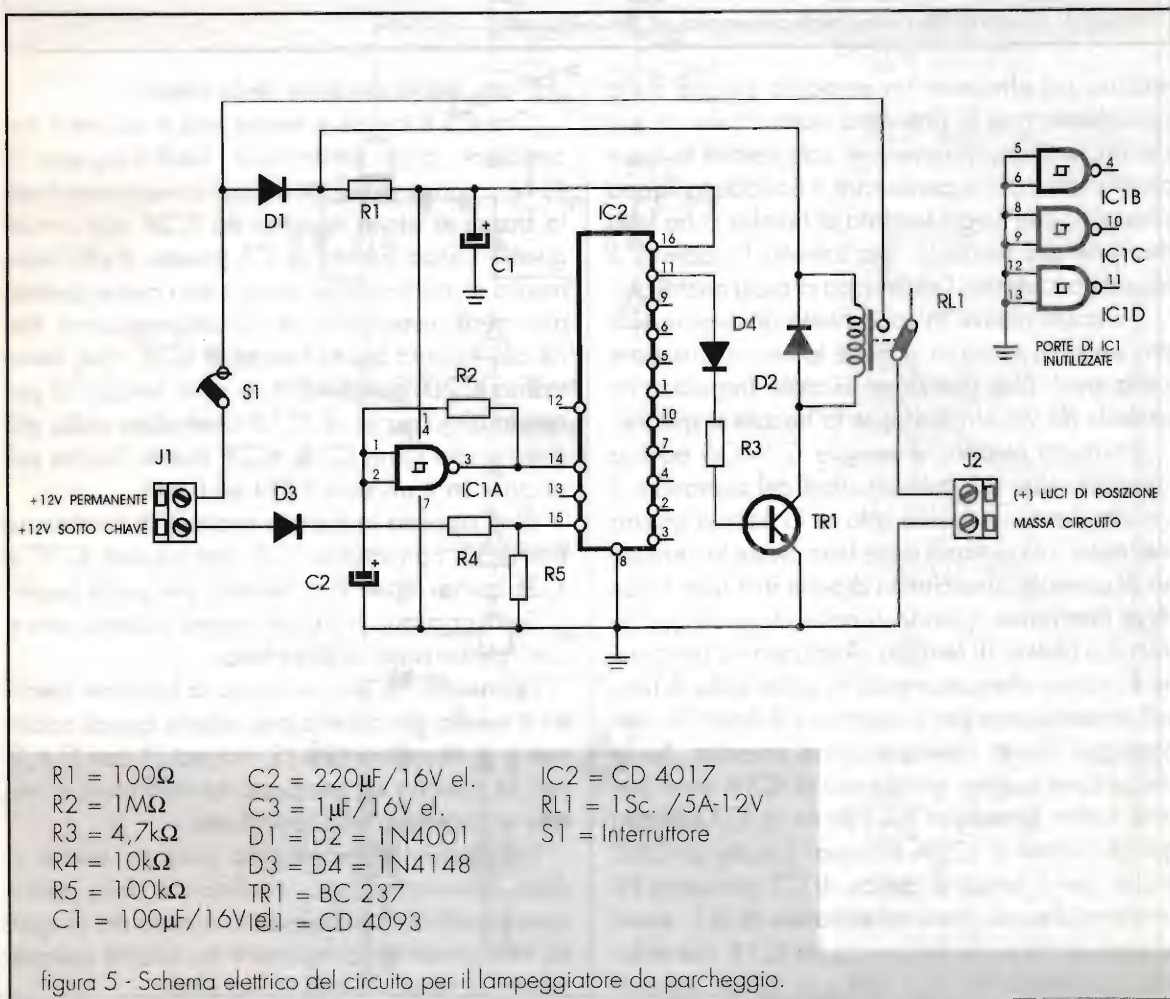 D1
R1
+
C1
IC2
16
11
9
6
5
1
10
7
4
2
3
12
14
13
15
8
D4
D2
RL1
R3
TR1
5
6
4
IC1B
8
9
10
IC1C
12
13
11
IC1D
PORTE DI IC1
INUTILIZZATE
S1
R2
1
2
3
14
7
IC1A
J1
+12V PERMANENTE
+12V SOTTO CHIAVE
D3
R4
R5
C2
+
J2
(+) LUCI DI POSIZIONE
MASSA CIRCUITO
R1 = 100Ω
R2 = 1MΩ
R3 = 4,7kΩ
R4 = 10kΩ
R5 = 100kΩ
C1 = 100µF/16V el.
C2 = 220µF/16V el.
C3 = 1µF/16V el.
D1 = D2 = 1N4001
D3 = D4 = 1N4148
TR1 = BC 237
IC1 = CD 4093
IC2 = CD 4017
RL1 = 1Sc. /5A-12V
S1 = Interruttore
figura 5 - Schema elettrico del circuito per il lampeggiatore da parcheggio.